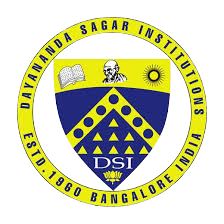 DAYANANDA SAGAR INSTITUTIONS
ESTD.1960 BANGALORE INDIA
DSI